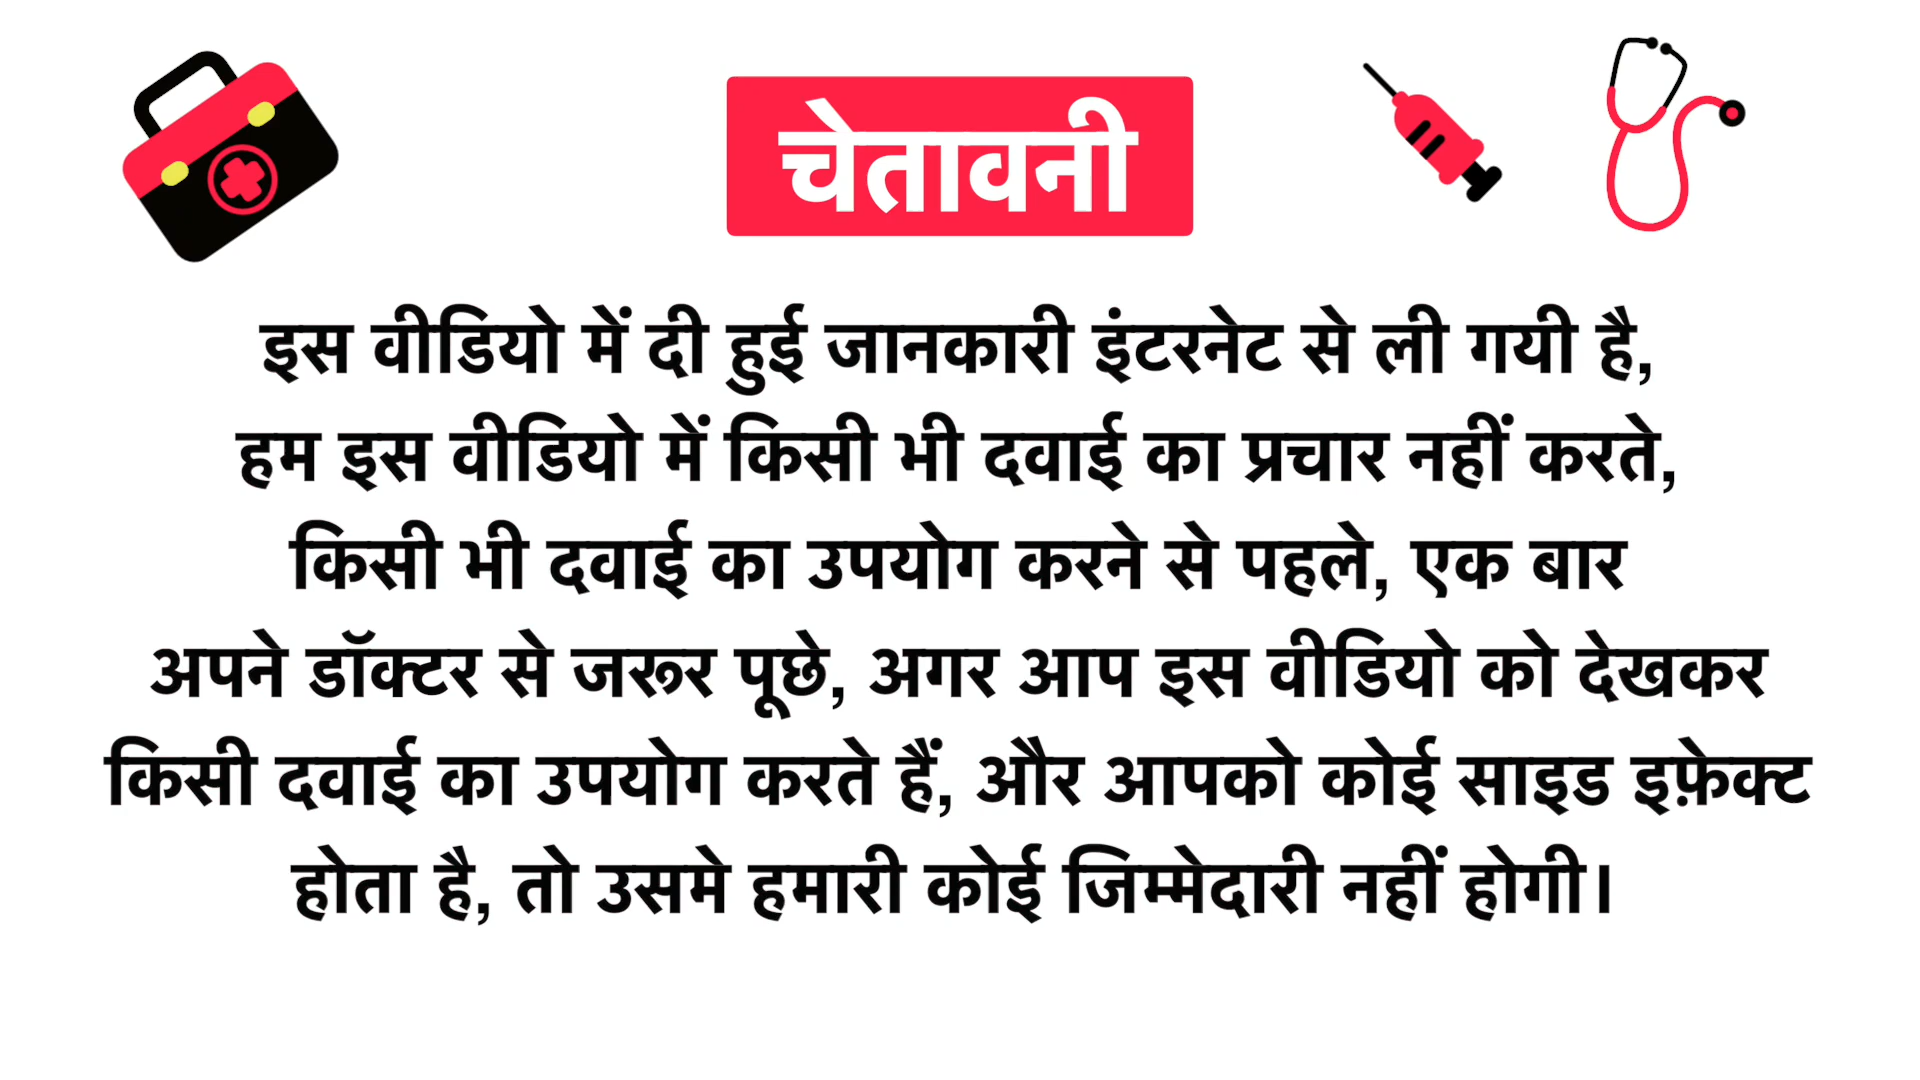 चेतावनी
इस वीडियो में दी हुई जानकारी इंटरनेट से ली गयी है,
हम इस वीडियो में किसी भी दवाई का प्रचार नहीं करते,
किसी भी दवाई का उपयोग करने से पहले, एक बार
अपने डॉक्टर से जरूर पूछे, अगर आप इस वीडियो को देखकर
किसी दवाई का उपयोग करते हैं, और आपको कोई साइड इफ़ेक्ट
होता है, तो उसमे हमारी कोई जिम्मेदारी नहीं होगी।